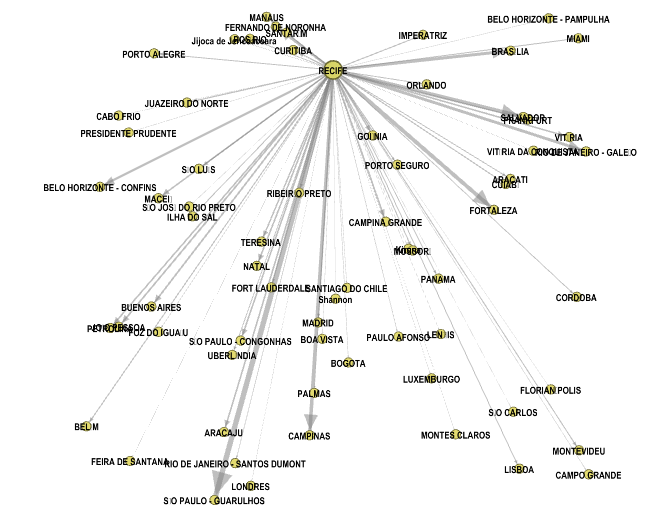 MANAUS
BELO HORIZONTE - PAMPULHA
FERNANDO DE NORONHA
SANTAR M
IMPERATRIZ
MIAMI
Jijoca de Jericoacoara
CURITIBA
BRAS LIA
PORTO ALEGRE
RECIFE
ORLANDO
JUAZEIRO DO NORTE
CABO FRIO
SALVADOR
FRANKFURT
PRESIDENTE PRUDENTE
GOI NIA
VIT RIA
VIT RIA DA CONQUISTA
RIO DE JANEIRO - GALE O
S O LU S
PORTO SEGURO
ARACATI
CUIAB
BELO HORIZONTE - CONFINS
RIBEIR O PRETO
MACEI
S O JOS DO RIO PRETO
ILHA DO SAL
FORTALEZA
CAMPINA GRANDE
TERESINA
MOSSOR
NATAL
PANAMA
FORT LAUDERDALE
SANTIAGO DO CHILE
Shannon
CORDOBA
BUENOS AIRES
MADRID
PETROLINA
JO O PESSOA
FOZ DO IGUA U
S O PAULO - CONGONHAS
BOA VISTA
PAULO AFONSO
LEN IS
UBERL NDIA
BOGOTA
LUXEMBURGO
PALMAS
FLORIAN POLIS
S O CARLOS
BEL M
ARACAJU
CAMPINAS
MONTES CLAROS
MONTEVIDEU
FEIRA DE SANTANA
RIO DE JANEIRO - SANTOS DUMONT
LISBOA
CAMPO GRANDE
LONDRES
S O PAULO - GUARULHOS